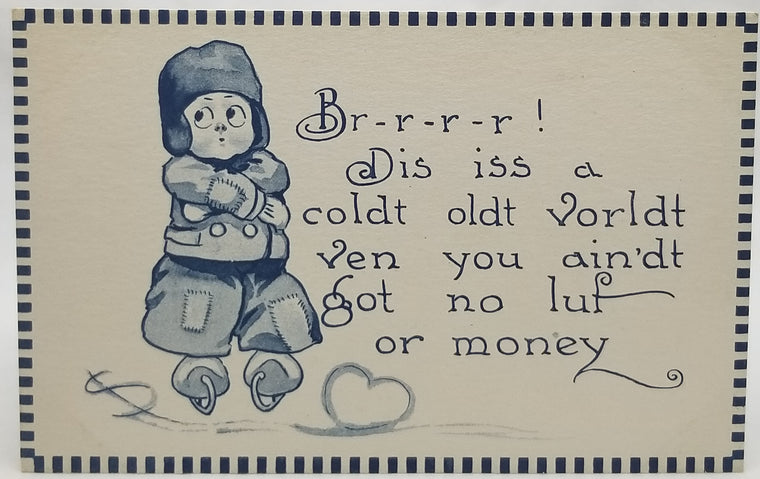 Br-r-r-r!
Dis iss a
coldt oldt vorldt
ven you ain'dt
got no luf
or money